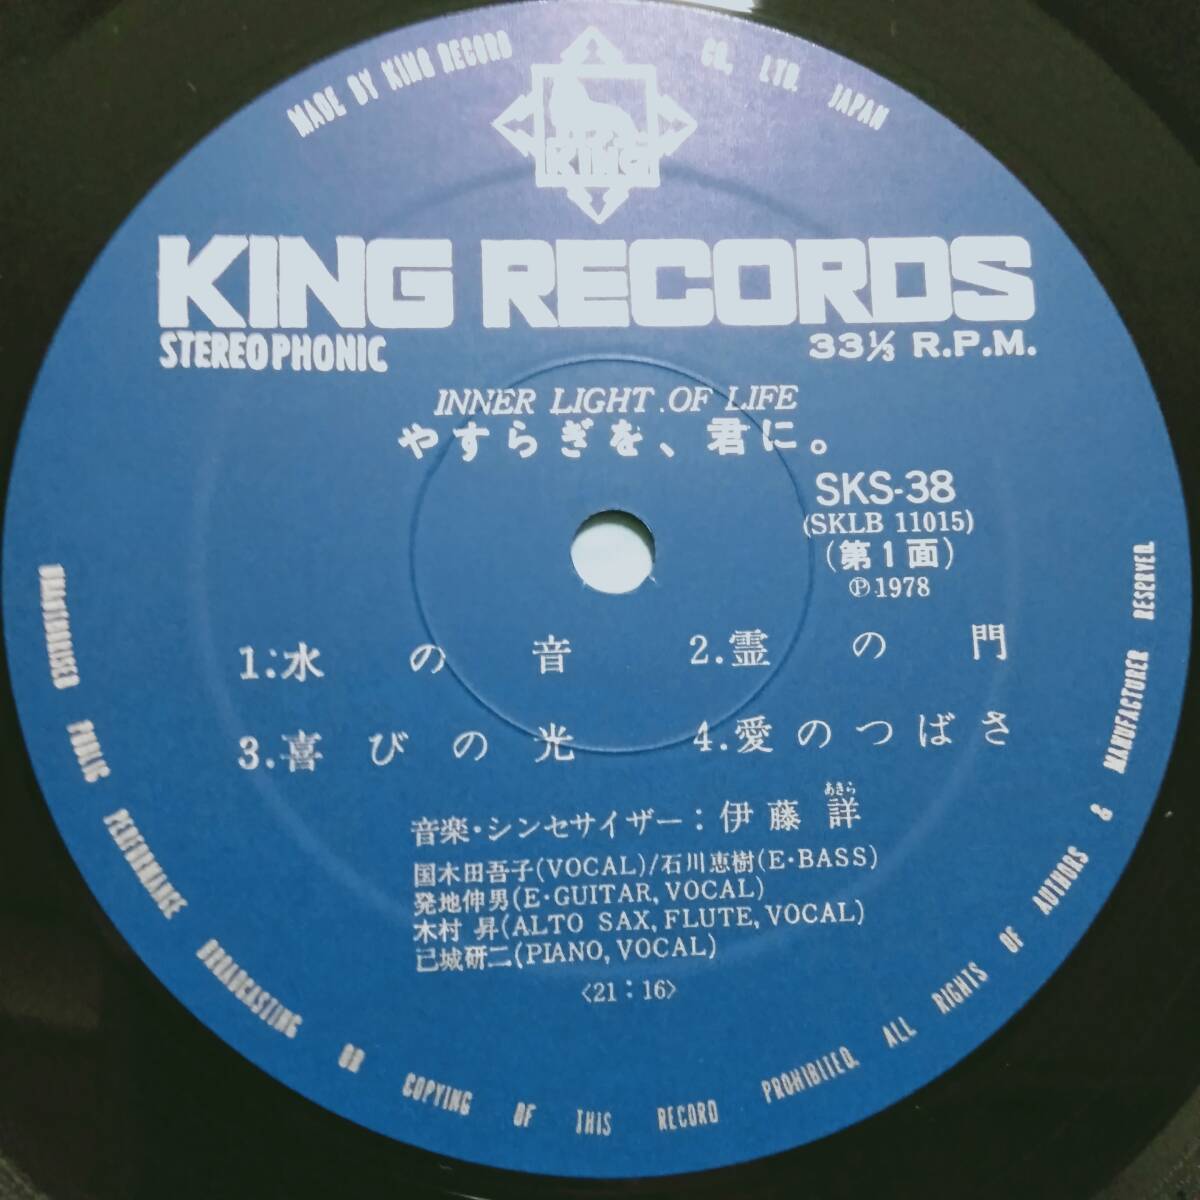 MADE BY KING RECORD CO., LTD. JAPAN
KING
KING RECORDS
STEREOPHONIC
33⅓ R.P.M.
INNER LIGHT OF LIFE
やすらぎを、君に。
SKS-38
(SKLB 11015)
(第1面)
Ⓟ1978
1.水の音 2.霊の門
3.喜びの光 4.愛のつばさ
あきら
音楽・シンセサイザー:伊藤 詳
国木田吾子(VOCAL)/石川恵樹(E・BASS)
発地伸男(E・GUITAR, VOCAL)
木村 昇(ALTO SAX, FLUTE, VOCAL)
己城研二(PIANO, VOCAL)
〈21:16〉
UNAUTHORISED PUBLIC PERFORMANCE BROADCASTING OR COPYING OF THIS RECORD PROHIBITED. ALL RIGHTS OF AUTHORS & MANUFACTURER RESERVED.